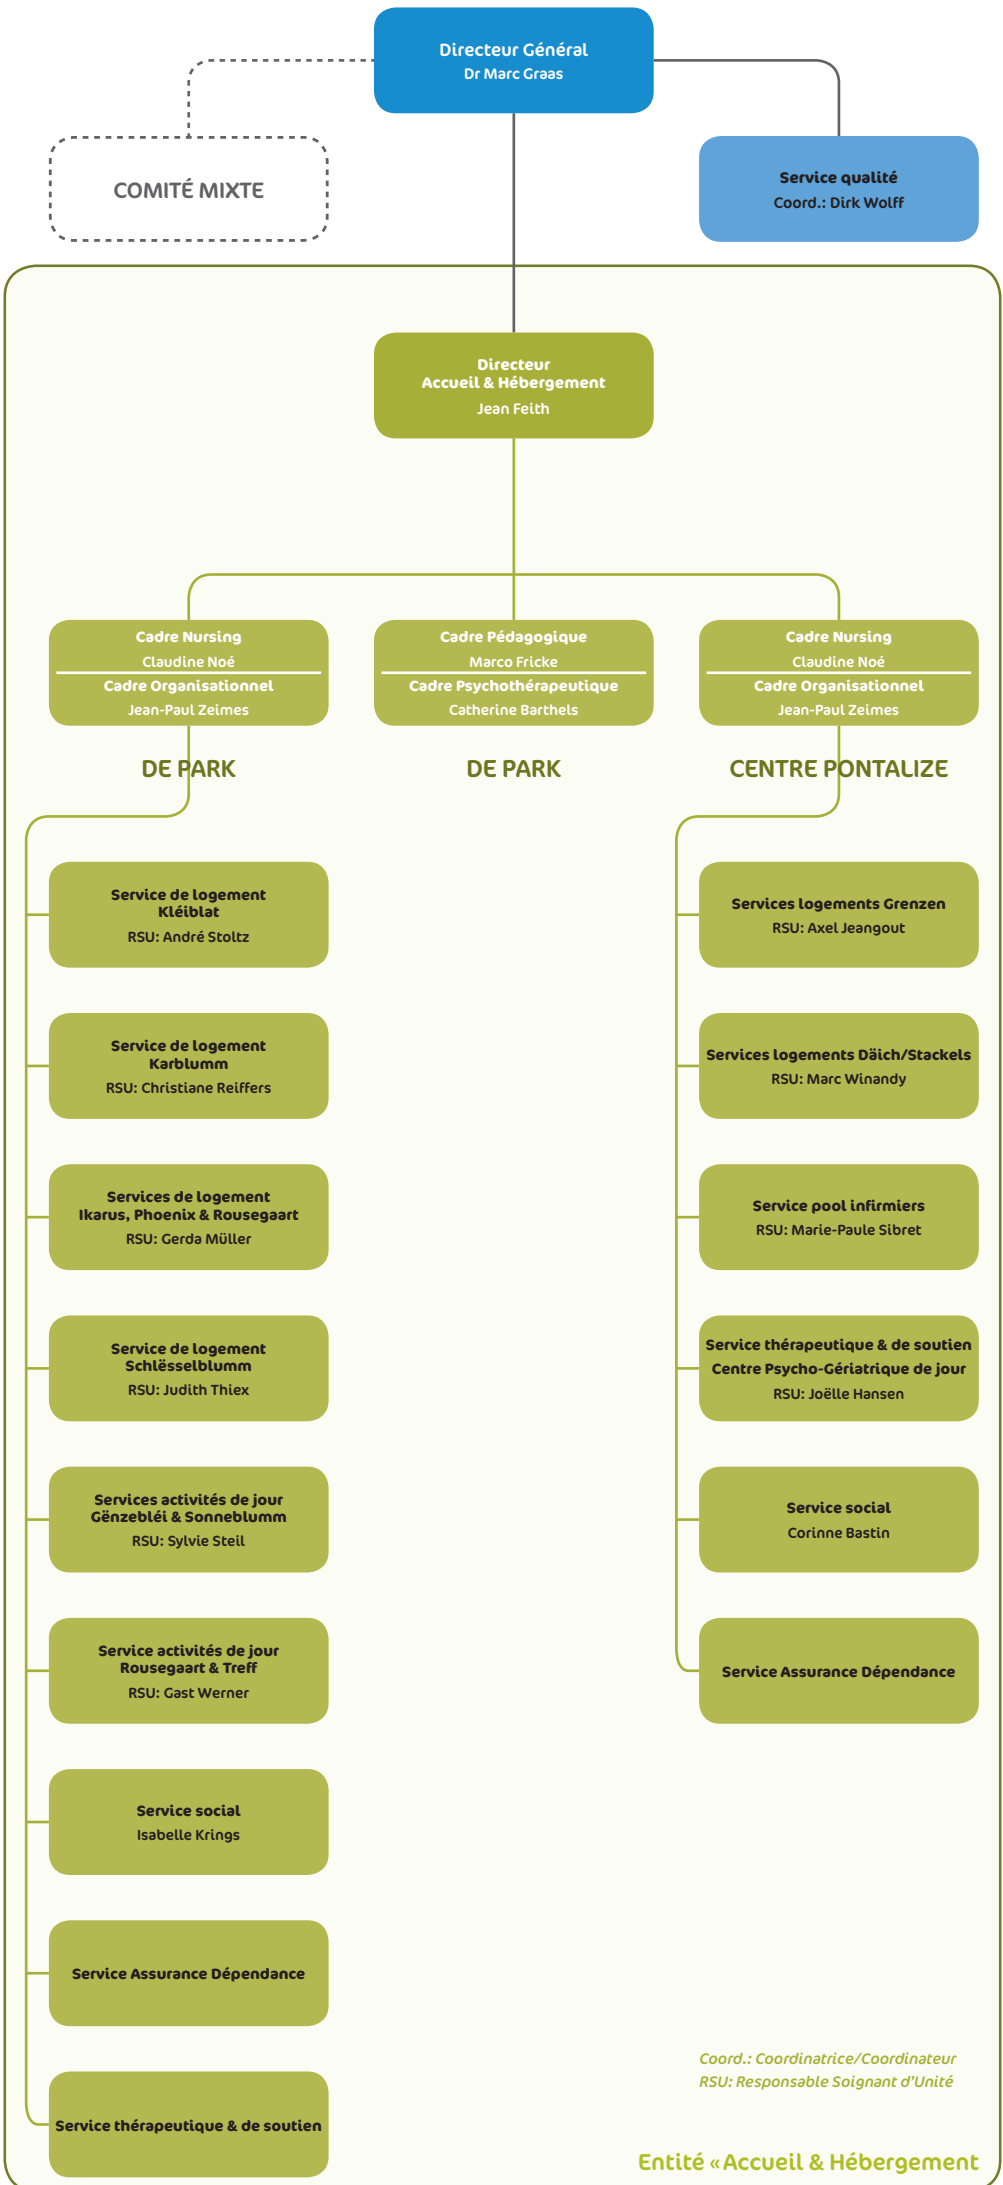 Directeur Général
Dr Marc Graas
COMITÉ MIXTE
Service qualité
Coord.: Dirk Wolff
Directeur
Accueil & Hébergement
Jean Feith
Cadre Nursing
Claudine Noé
Cadre Organisationnel
Jean-Paul Zeimes
Cadre Pédagogique
Marco Fricke
Cadre Psychothérapeutique
Catherine Barthels
Cadre Nursing
Claudine Noé
Cadre Organisationnel
Jean-Paul Zeimes
DE PARK
DE PARK
CENTRE PONTALIZE
Service de logement
Kléiblat
RSU: André Stoltz
Service de logement
Karblumm
RSU: Christiane Reiffers
Services de logement
Ikarus, Phoenix & Rousegaart
RSU: Gerda Müller
Service de logement
Schlësselblumm
RSU: Judith Thiex
Services activités de jour
Gënzebléi & Sonneblumm
RSU: Sylvie Steil
Service activités de jour
Rousegaart & Treff
RSU: Gast Werner
Service social
Isabelle Krings
Service Assurance Dépendance
Service thérapeutique & de soutien
Services logements Grenzen
RSU: Axel Jeangout
Services logements Däich/Stackels
RSU: Marc Winandy
Service pool infirmiers
RSU: Marie-Paule Sibret
Service thérapeutique & de soutien
Centre Psycho-Gériatrique de jour
RSU: Joëlle Hansen
Service social
Corinne Bastin
Service Assurance Dépendance
Coord.: Coordinatrice/Coordinateur
RSU: Responsable Soignant d'Unité
Entité «Accueil & Hébergement